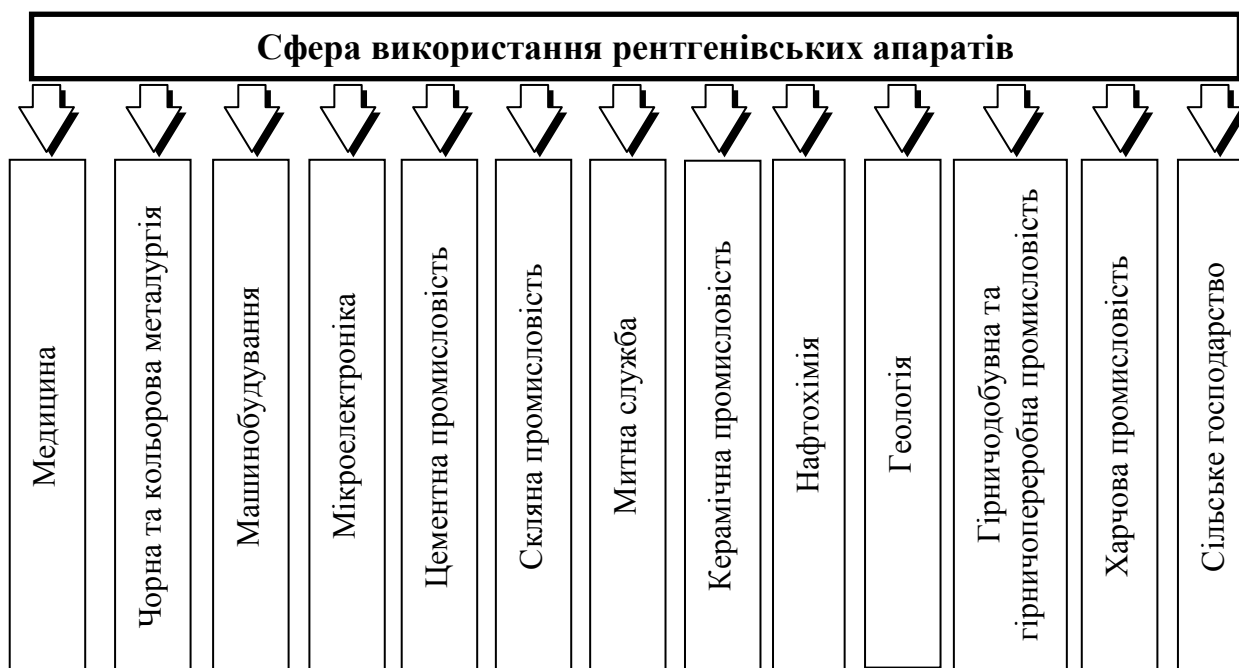 Сфера використання рентгенівських апаратів
Медицина
Чорна та кольорова металургія
Машинобудування
Мікроелектроніка
Цементна промисловість
Скляна промисловість
Митна служба
Керамічна промисловість
Нафтохімія
Геологія
Гірничодобувна та
гірничопереробна промисловість
Харчова промисловість
Сільське господарство